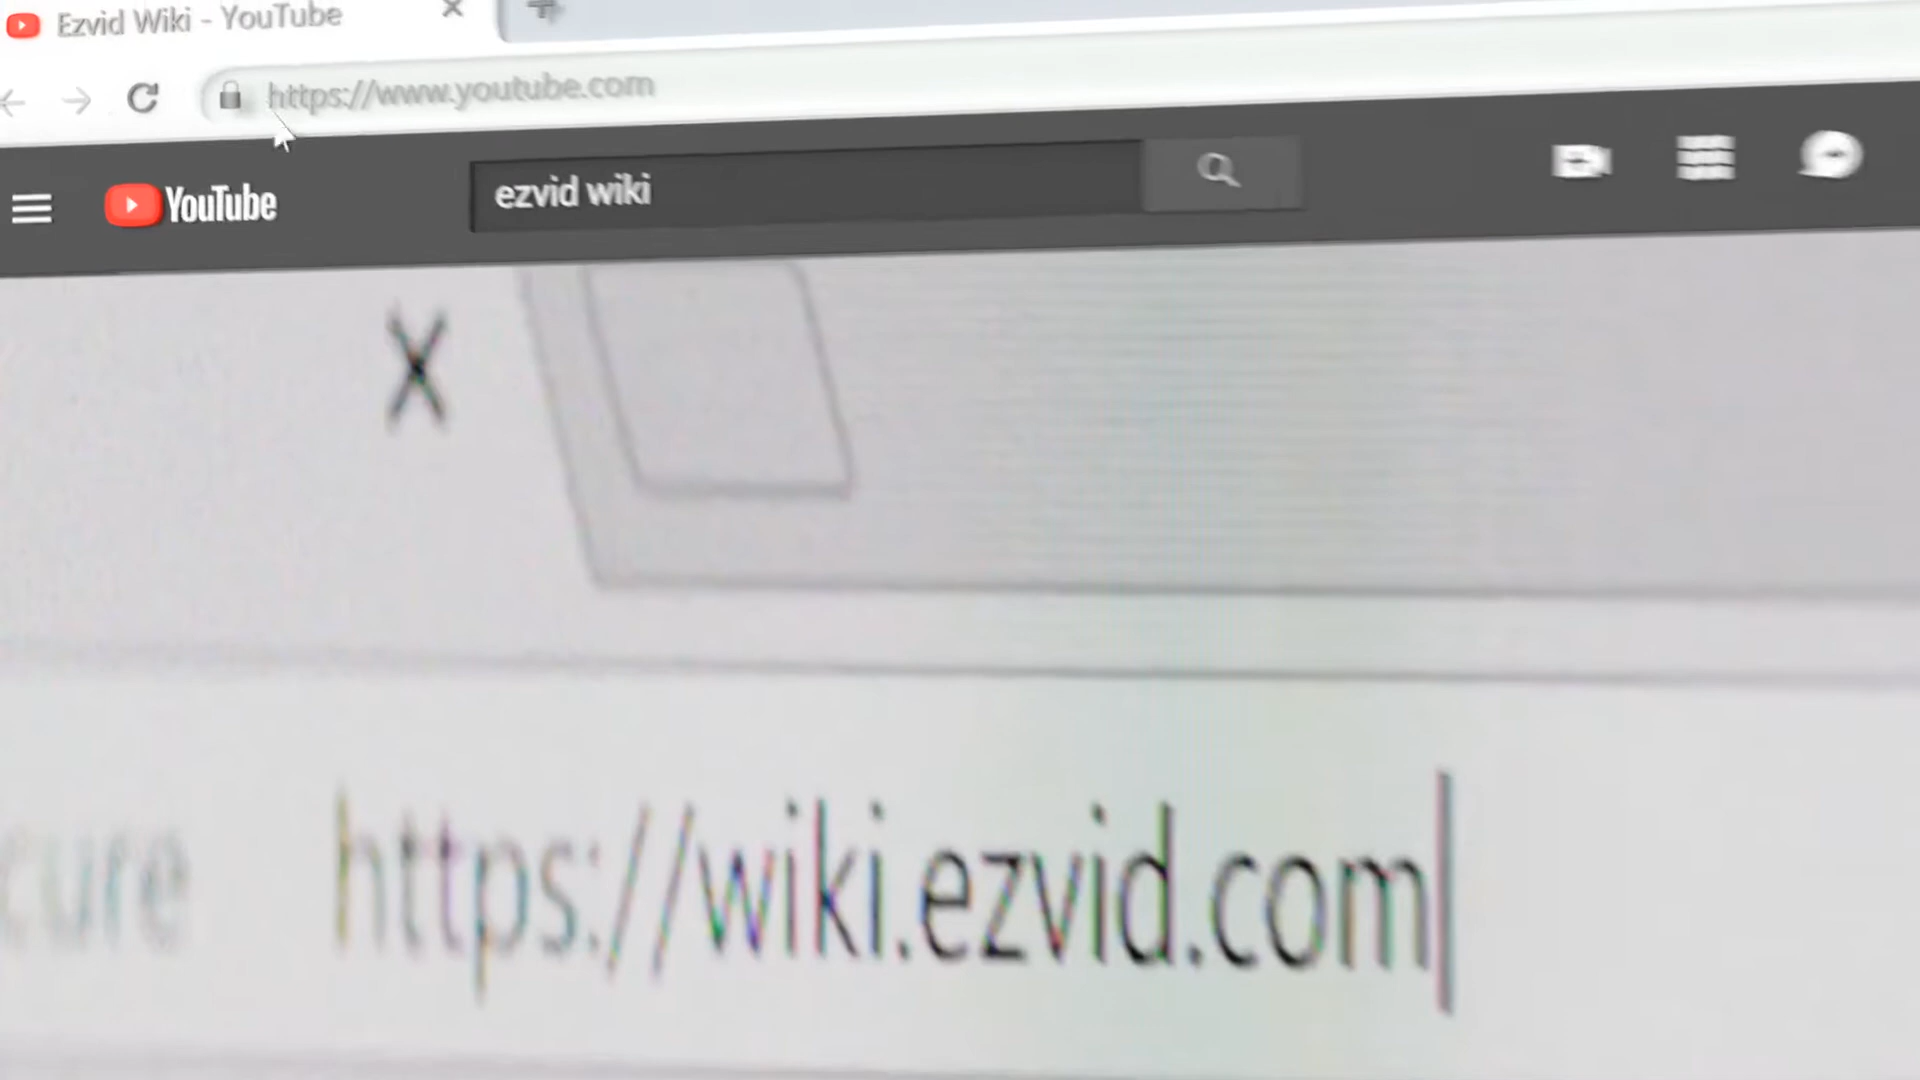 Ezvid Wiki - YouTube
https://www.youtube.com
YouTube
ezvid wiki
X
cure
https://wiki.ezvid.com